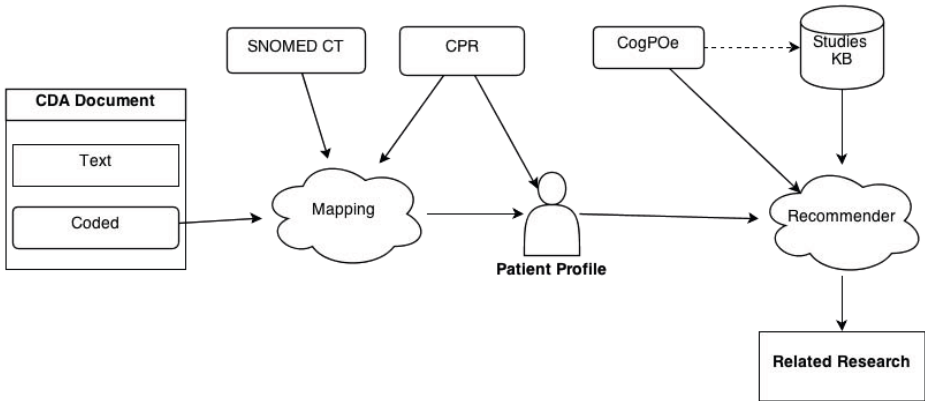 SNOMED CT
CPR
CogPOe
Studies
KB
CDA Document
Text
Coded
Mapping
Recommender
Patient Profile
Related Research